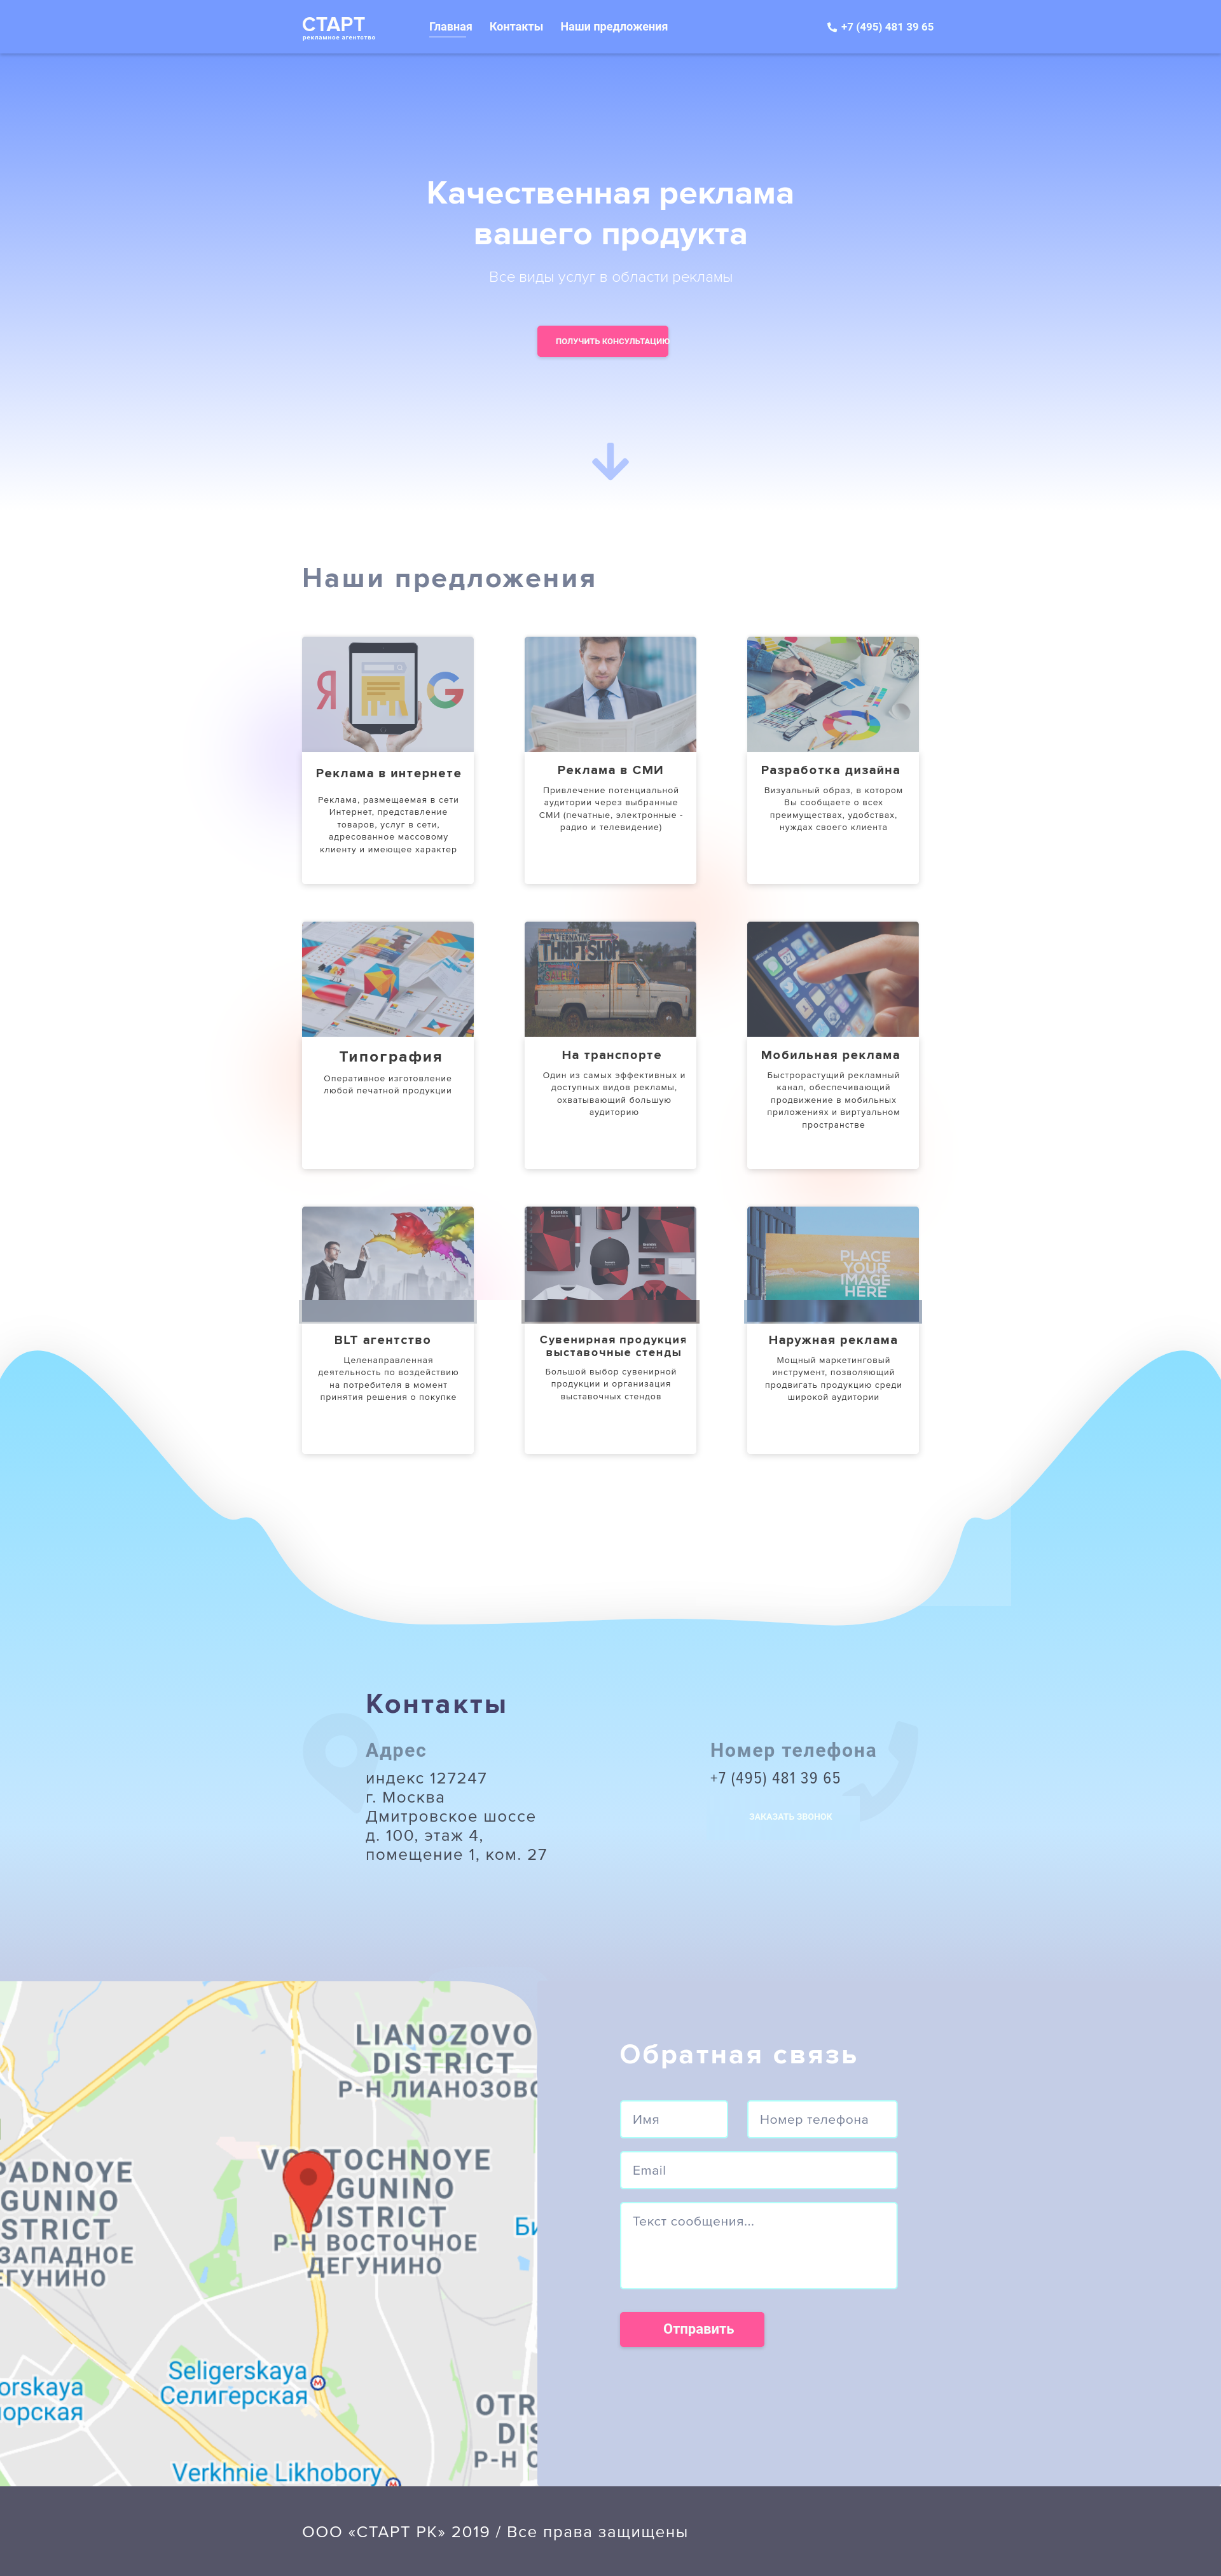 СТАРТ
рекламное агентство
Главная Контакты Наши предложения
+7 (495) 481 39 65
Качественная реклама
вашего продукта
Все виды услуг в области рекламы
ПОЛУЧИТЬ КОНСУЛЬТАЦИЮ
Наши предложения
Я
G
Реклама в интернете
Реклама, размещаемая в сети
Интернет, представление
товаров, услуг в сети,
адресованное массовому
клиенту и имеющее характер
Реклама в СМИ
Привлечение потенциальной
аудитории через выбранные
СМИ (печатные, электронные -
радио и телевидение)
Разработка дизайна
Визуальный образ, в котором
Вы сообщаете о всех
преимуществах, удобствах,
нуждах своего клиента
Типография
Оперативное изготовление
любой печатной продукции
ALTERNATIVE
THRIFT SHOP
На транспорте
Один из самых эффективных и
доступных видов рекламы,
охватывающий большую
аудиторию
Мобильная реклама
Быстрорастущий рекламный
канал, обеспечивающий
продвижение в мобильных
приложениях и виртуальном
пространстве
BLT агентство
Целенаправленная
деятельность по воздействию
на потребителя в момент
принятия решения о покупке
Сувенирная продукция
выставочные стенды
Большой выбор сувенирной
продукции и организация
выставочных стендов
PLACE
YOUR
IMAGE
HERE
Наружная реклама
Мощный маркетинговый
инструмент, позволяющий
продвигать продукцию среди
широкой аудитории
Контакты
Адрес
индекс 127247
г. Москва
Дмитровское шоссе
д. 100, этаж 4,
помещение 1, ком. 27
Номер телефона
+7 (495) 481 39 65
ЗАКАЗАТЬ ЗВОНОК
LIANOZOVO
DISTRICT
Р-Н ЛИАНОЗОВО
VOSTOCHNOYE
DEGUNINO
DISTRICT
Р-Н ВОСТОЧНОЕ
ДЕГУНИНО
PADNOYE
GUNINO
STRICT
ЗАПАДНОЕ
ЕГУНИНО
Би
Seligerskaya
Селигерская
orskaya
орская
OTR
DIS
Р-Н О
Verkhnie Likhobory
Обратная связь
Имя
Номер телефона
Email
Текст сообщения...
Отправить
ООО «СТАРТ РК» 2019 / Все права защищены